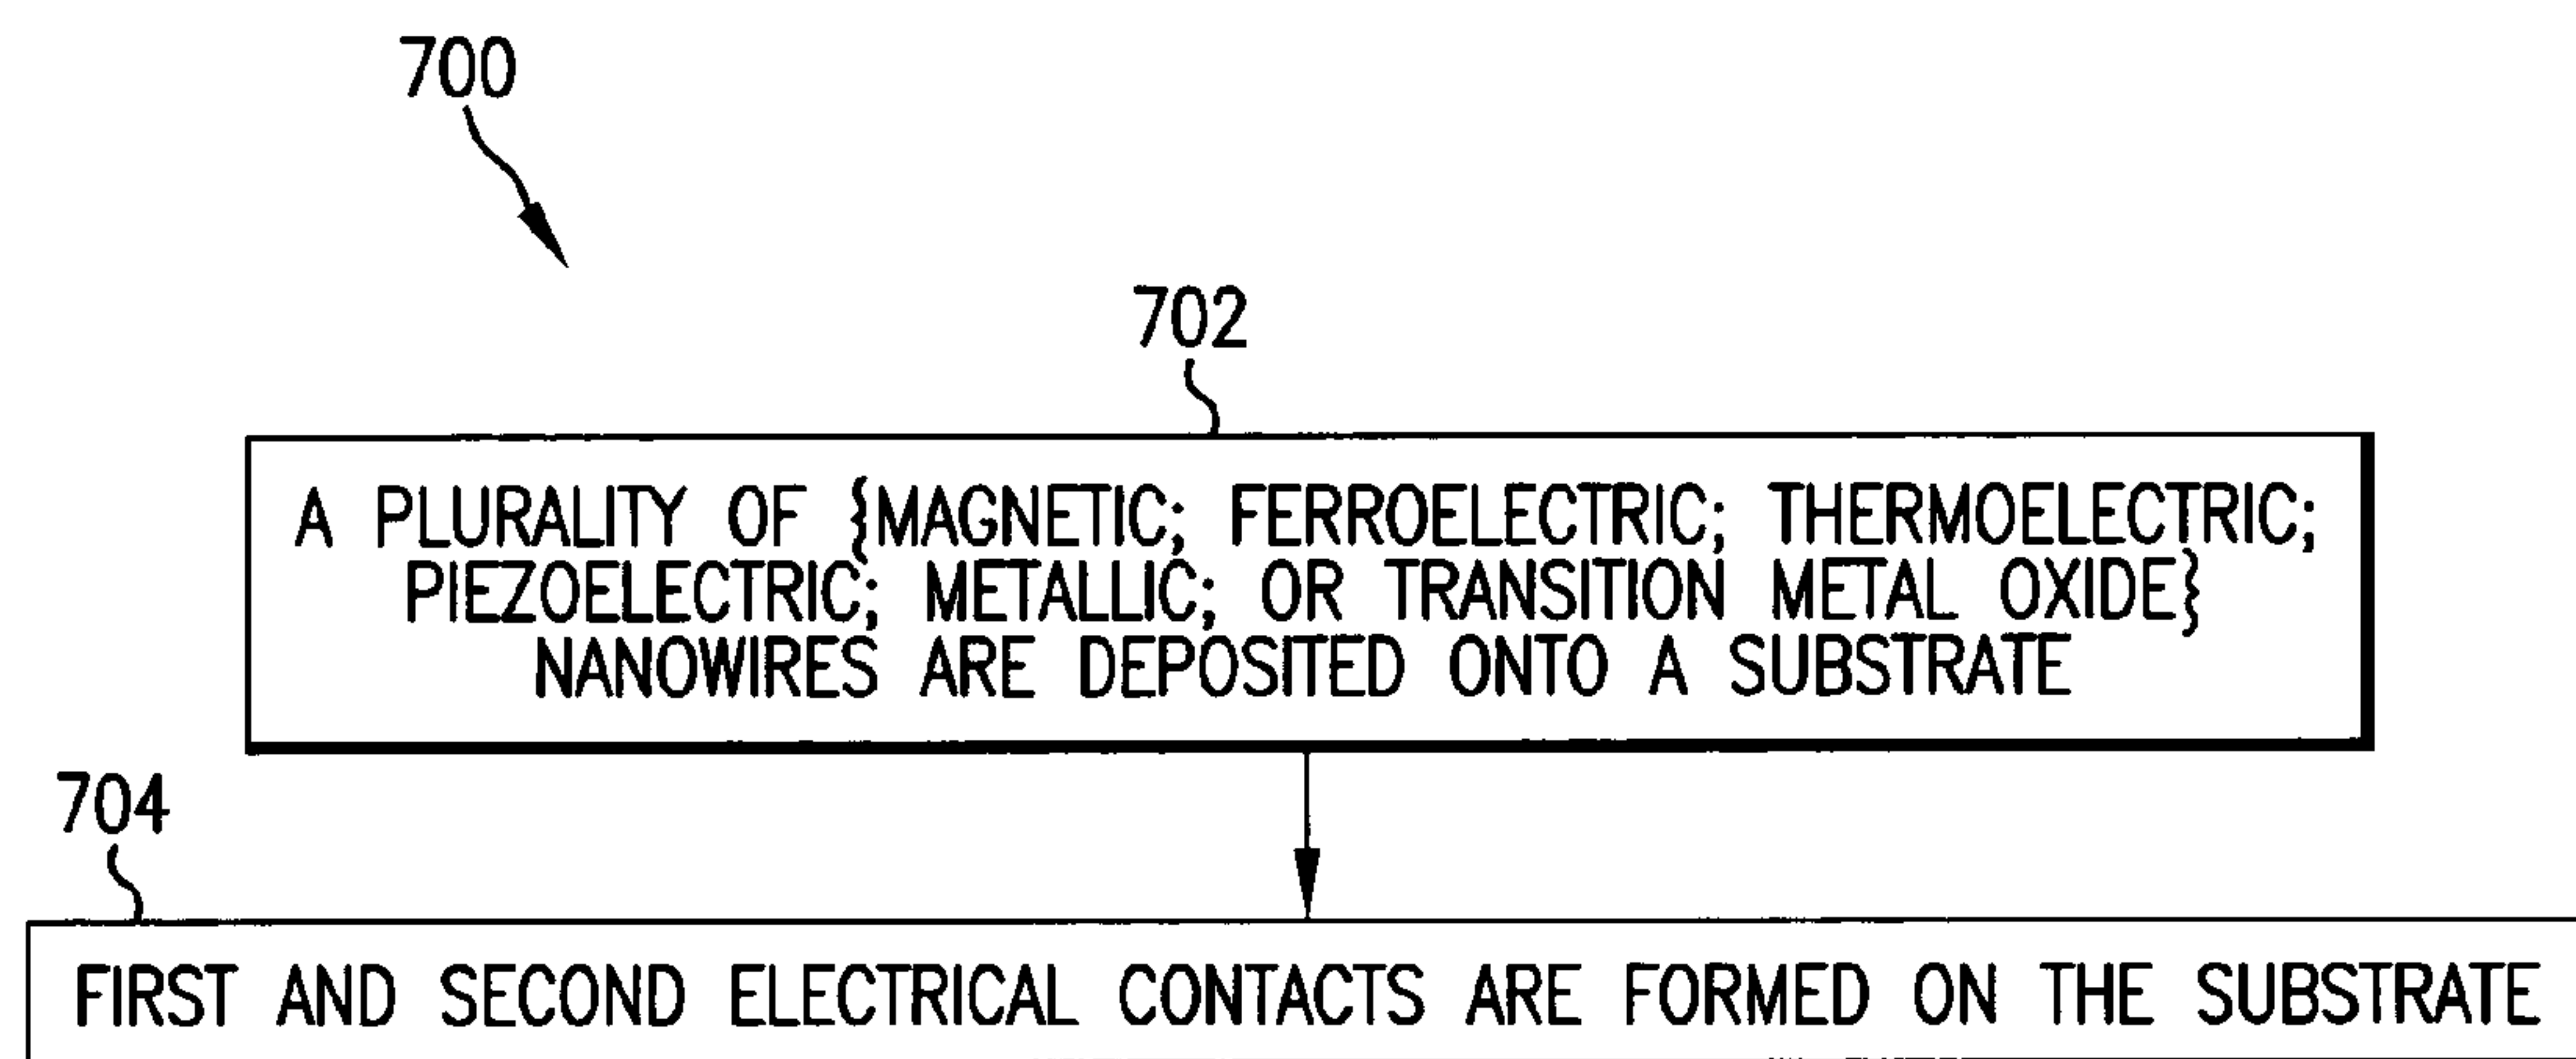 700
702
A PLURALITY OF {MAGNETIC; FERROELECTRIC; THERMOELECTRIC;
PIEZOELECTRIC; METALLIC; OR TRANSITION METAL OXIDE}
NANOWIRES ARE DEPOSITED ONTO A SUBSTRATE
704
FIRST AND SECOND ELECTRICAL CONTACTS ARE FORMED ON THE SUBSTRATE